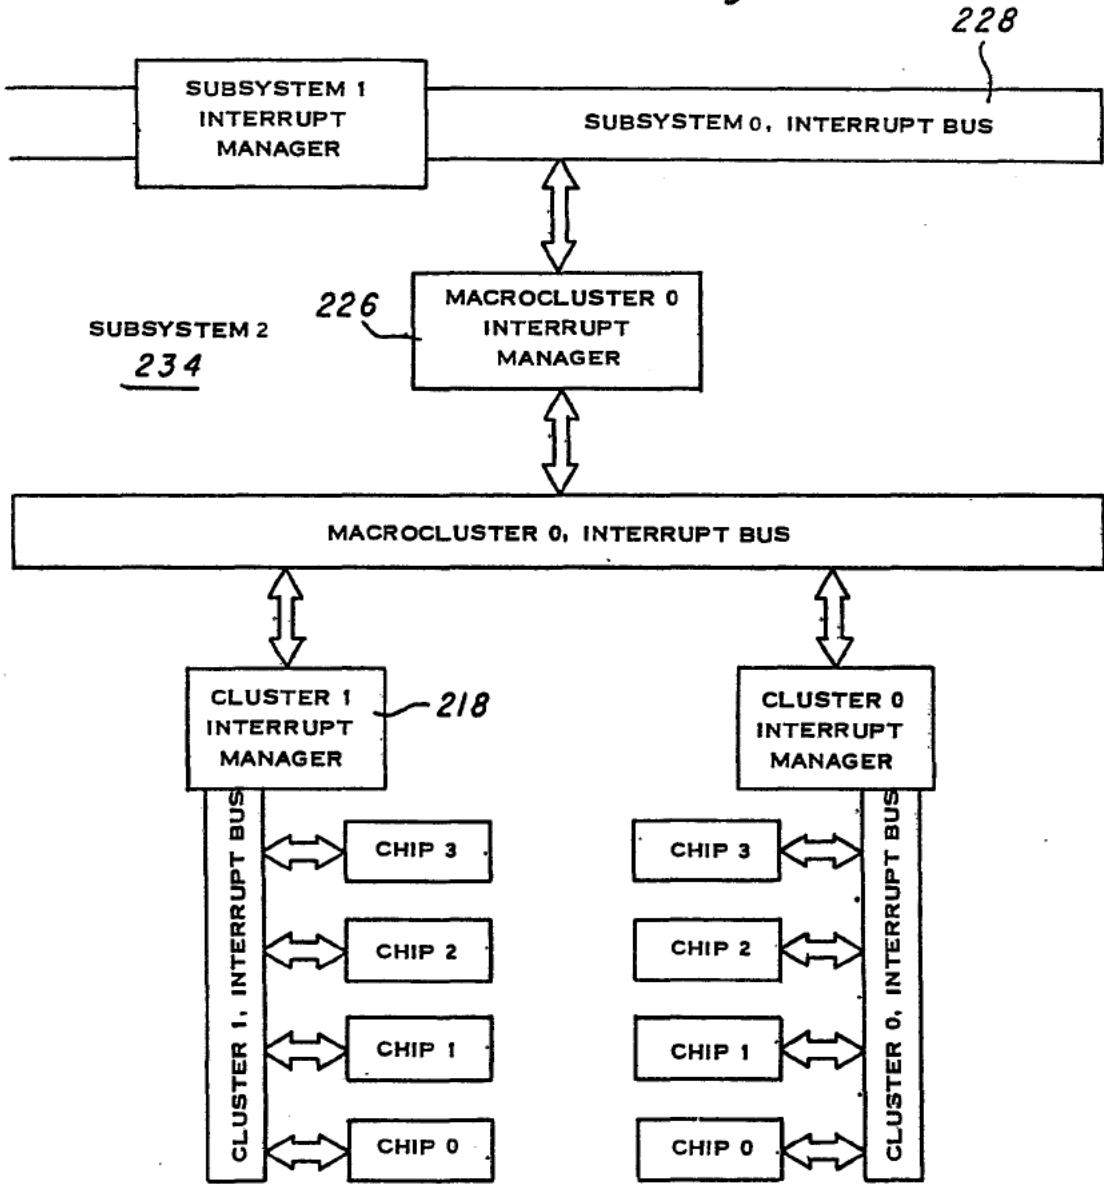 228
SUBSYSTEM 1
INTERRUPT
MANAGER
SUBSYSTEM 0, INTERRUPT BUS
226
MACROCLUSTER 0
INTERRUPT
MANAGER
SUBSYSTEM 2
234
MACROCLUSTER 0, INTERRUPT BUS
CLUSTER 1
INTERRUPT
MANAGER
218
CLUSTER 0
INTERRUPT
MANAGER
CLUSTER 1, INTERRUPT BUS
CHIP 3
CHIP 2
CHIP 1
CHIP 0
CHIP 3
CHIP 2
CHIP 1
CHIP 0
CLUSTER 0, INTERRUPT BUS